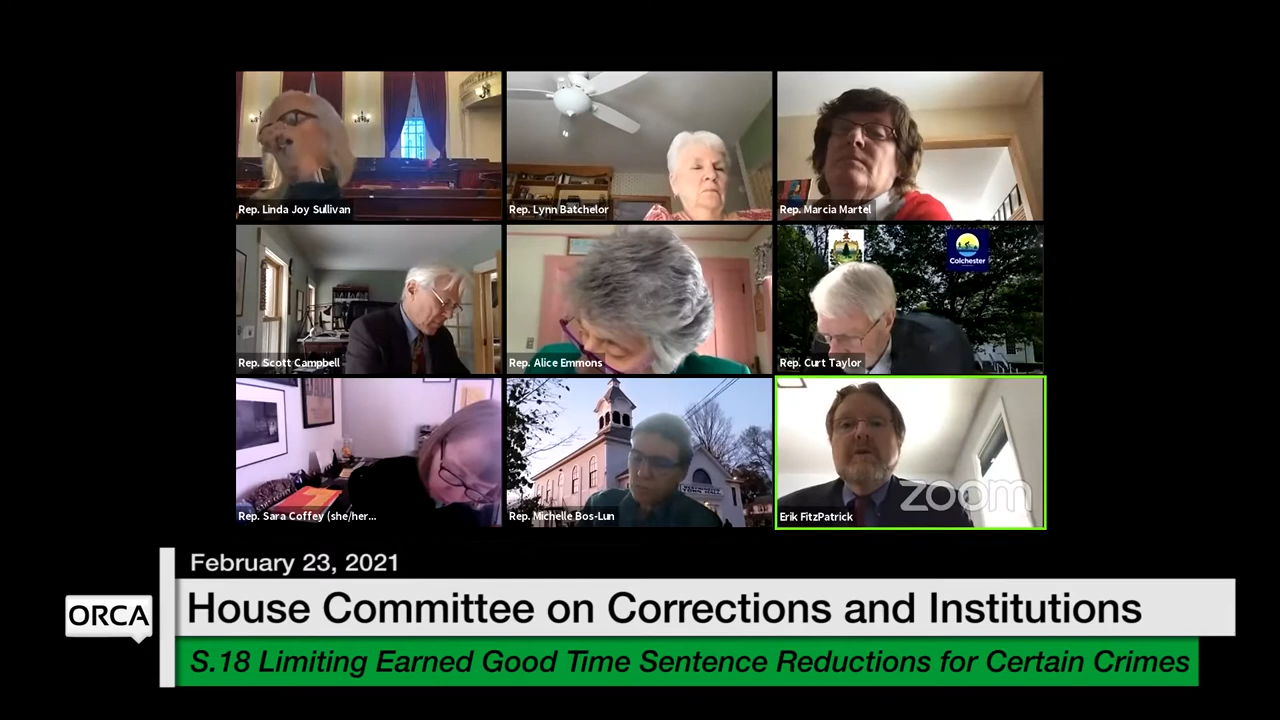 Rep. Linda Joy Sullivan
Rep. Lynn Batchelor
Rep. Marcia Martel
Colchester
Rep. Scott Campbell
Rep. Alice Emmons
Rep. Curt Taylor
TOWN HALL
Rep. Sara Coffey (she/her...
Rep. Michelle Bos-Lun
zoom
Erik FitzPatrick
February 23, 2021
ORCA
House Committee on Corrections and Institutions
S.18 Limiting Earned Good Time Sentence Reductions for Certain Crimes